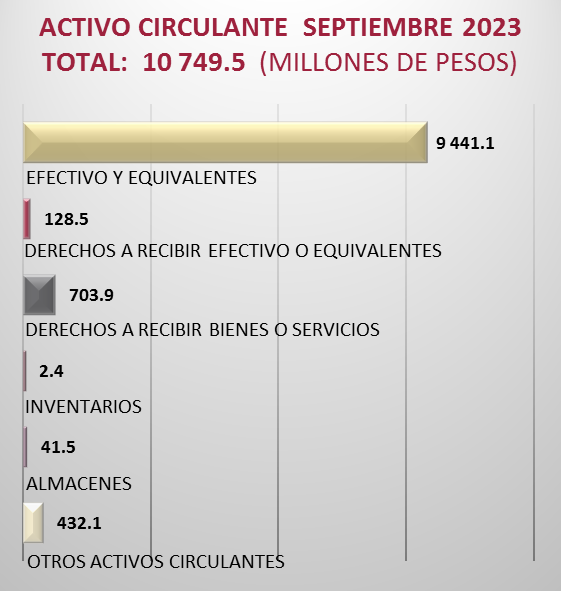 ACTIVO CIRCULANTE SEPTIEMBRE 2023
TOTAL: 10 749.5 (MILLONES DE PESOS)
9 441.1
EFECTIVO Y EQUIVALENTES
128.5
DERECHOS A RECIBIR EFECTIVO O EQUIVALENTES
703.9
DERECHOS A RECIBIR BIENES O SERVICIOS
2.4
INVENTARIOS
41.5
ALMACENES
432.1
OTROS ACTIVOS CIRCULANTES